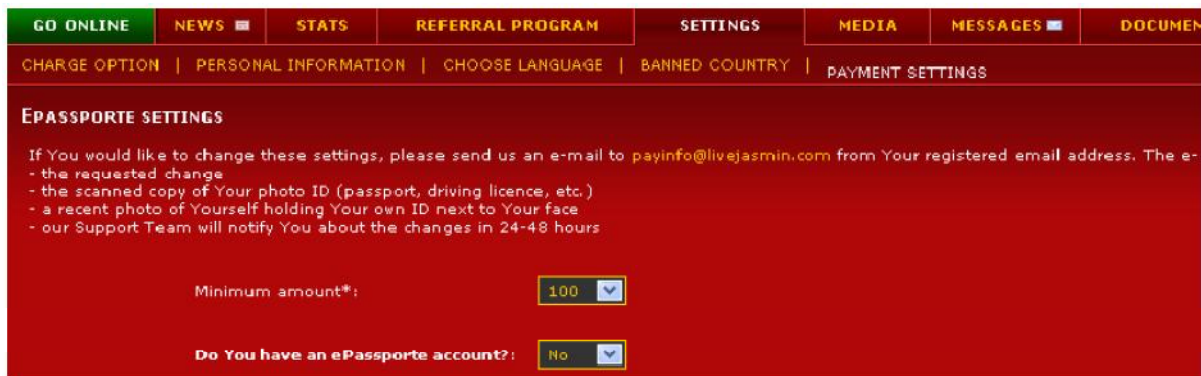 GO ONLINE NEWS STATS REFERRAL PROGRAM SETTINGS MEDIA MESSAGES DOCUMEN
CHARGE OPTION | PERSONAL INFORMATION | CHOOSE LANGUAGE | BANNED COUNTRY | PAYMENT SETTINGS
EPASSPORTE SETTINGS
If You would like to change these settings, please send us an e-mail to payinfo@livejasmin.com from Your registered email address. The e-
- the requested change
- the scanned copy of Your photo ID (passport, driving licence, etc.)
- a recent photo of Yourself holding Your own ID next to Your face
- our Support Team will notify You about the changes in 24-48 hours
Minimum amount*: 100
Do You have an ePassporte account?: No